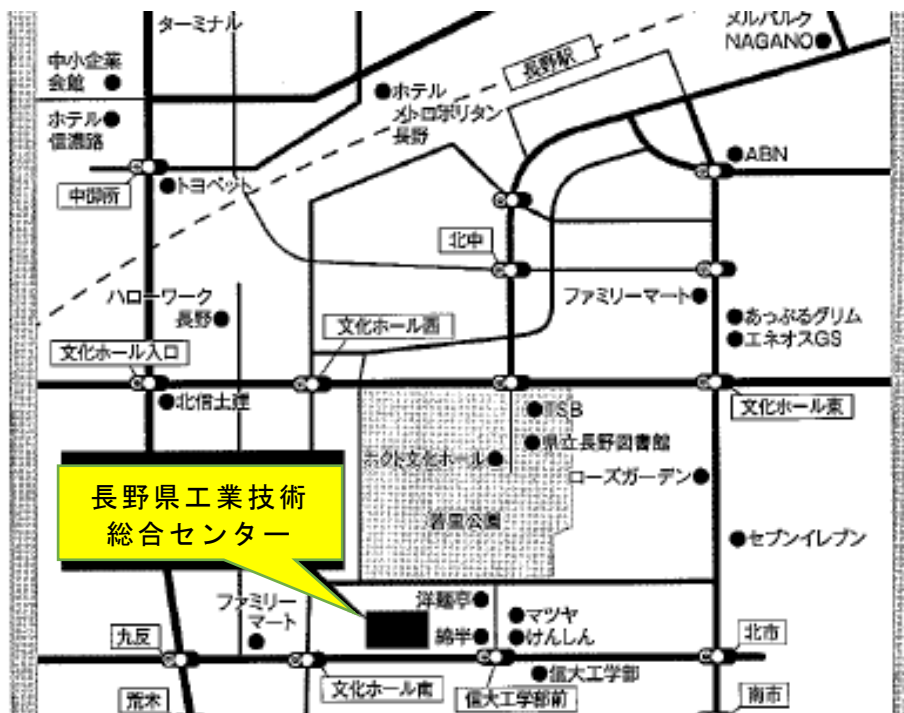 ターミナル
メルパルク
NAGANO
中小企業
会館
長野駅
ホテル
メトロポリタン
長野
ホテル
信濃路
ABN
中御所
トヨペット
北中
ハローワーク
長野
ファミリーマート
あっぷるグリム
エネオスGS
文化ホール入口
文化ホール西
北信土建
文化ホール東
TSB
県立長野図書館
ホクト文化ホール
ローズガーデン
長野県工業技術
総合センター
若里公園
セブンイレブン
洋麺亭
ファミリー
マート
マツヤ
綿半
けんしん
九反
北市
文化ホール南
信大工学部
信大工学部前
荒木
南市